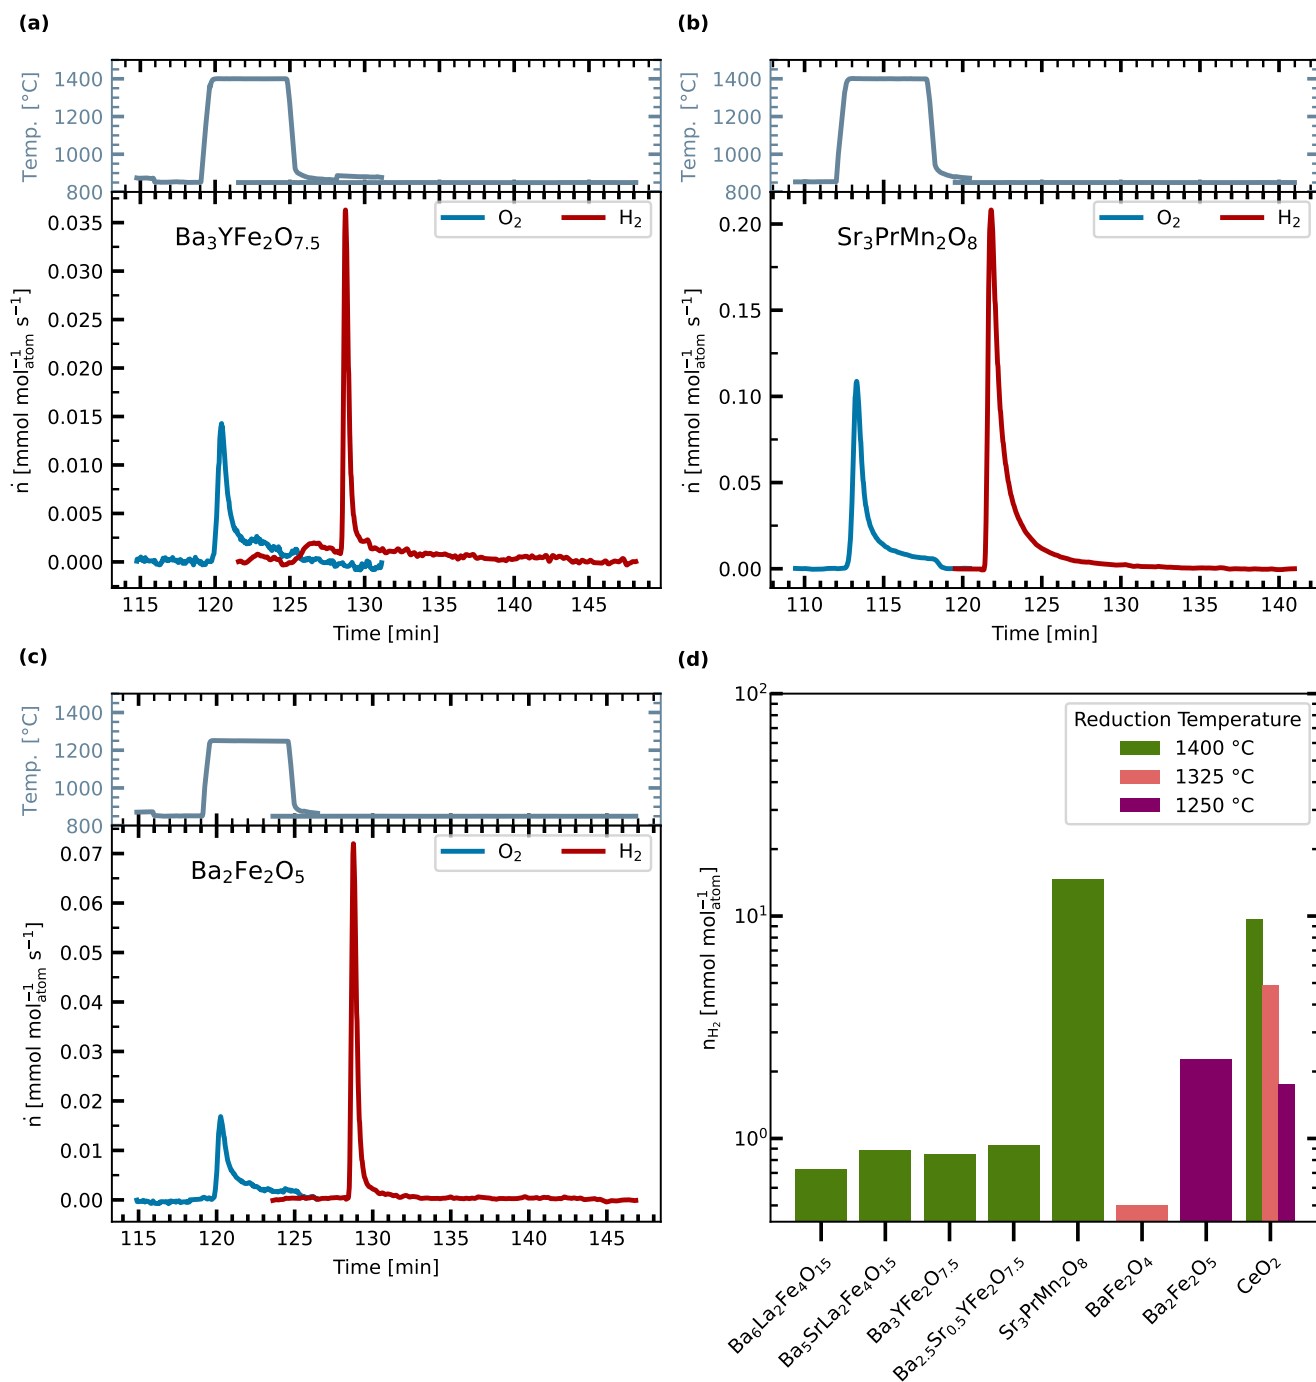 (a)
Temp. [°C]
1400
1200
1000
800
O₂ H₂
Ba₃YFe₂O₇.₅
ṅ [mmol mol⁻¹atom s⁻¹]
0.035
0.030
0.025
0.020
0.015
0.010
0.005
0.000
115 120 125 130 135 140 145
Time [min]
(b)
Temp. [°C]
1400
1200
1000
800
O₂ H₂
Sr₃PrMn₂O₈
ṅ [mmol mol⁻¹atom s⁻¹]
0.20
0.15
0.10
0.05
0.00
110 115 120 125 130 135 140
Time [min]
(c)
Temp. [°C]
1400
1200
1000
800
O₂ H₂
Ba₂Fe₂O₅
ṅ [mmol mol⁻¹atom s⁻¹]
0.07
0.06
0.05
0.04
0.03
0.02
0.01
0.00
115 120 125 130 135 140 145
Time [min]
(d)
Reduction Temperature
1400 °C
1325 °C
1250 °C
nH₂ [mmol mol⁻¹atom]
10²
10¹
10⁰
Ba₆La₂Fe₄O₁₅
Ba₅SrLa₂Fe₄O₁₅
Ba₃YFe₂O₇.₅
Ba₂.₅Sr₀.₅YFe₂O₇.₅
Sr₃PrMn₂O₈
BaFe₂O₄
Ba₂Fe₂O₅
CeO₂